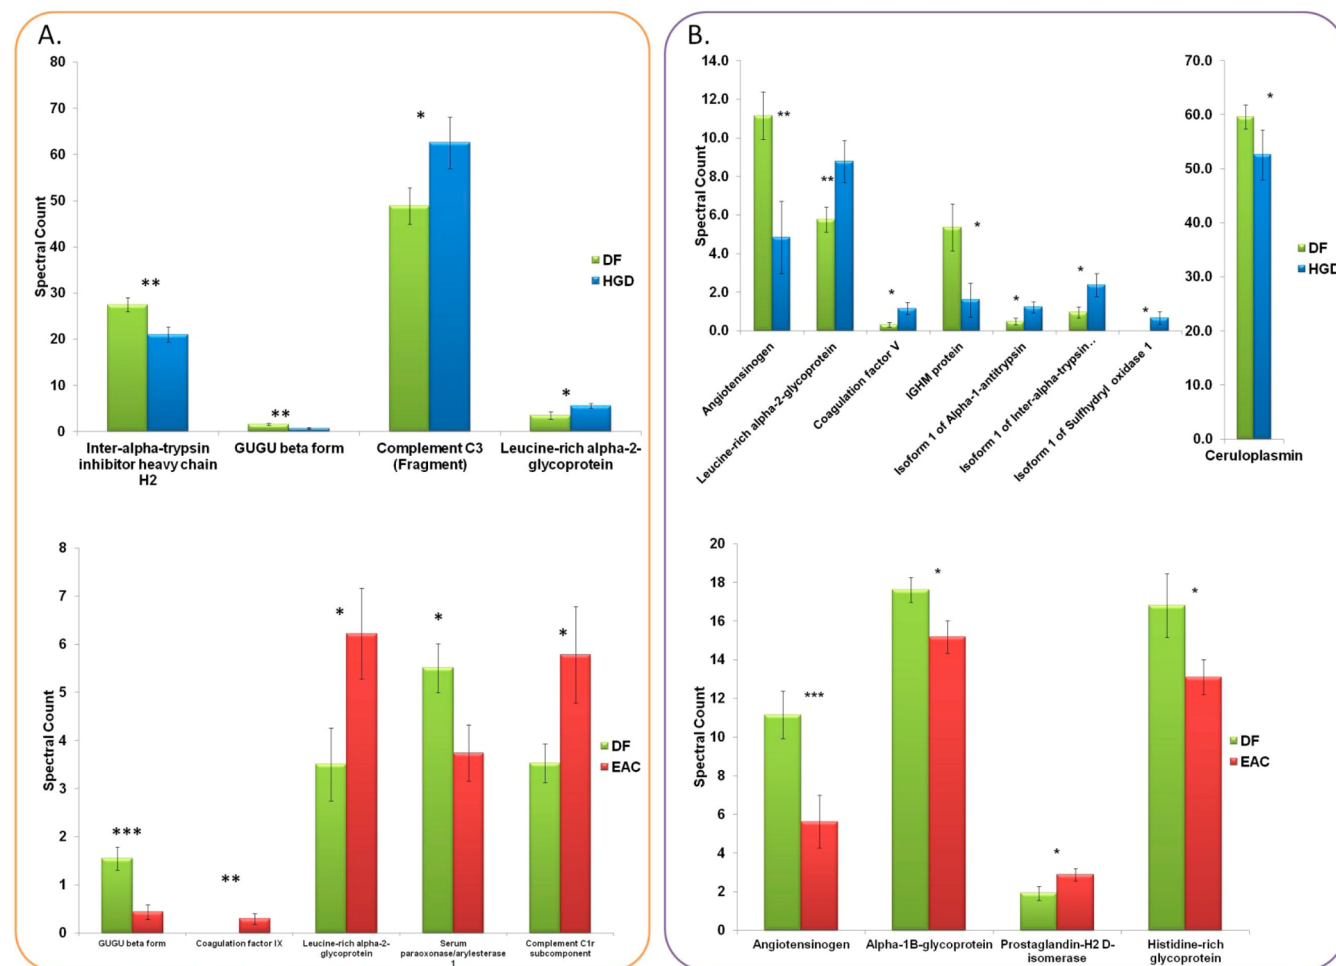 A.
80
70
60
50
40
30
20
10
0
Spectral Count
**
**
*
*
DF
HGD
Inter-alpha-trypsin
inhibitor heavy chain
H2
GUGU beta form
Complement C3
(Fragment)
Leucine-rich alpha-2-
glycoprotein
8
7
6
5
4
3
2
1
0
Spectral Count
***
**
*
*
*
DF
EAC
GUGU beta form
Coagulation factor IX
Leucine-rich alpha-2-
glycoprotein
Serum
paraoxonase/arylesterase
1
Complement C1r
subcomponent
B.
14.0
12.0
10.0
8.0
6.0
4.0
2.0
0.0
Spectral Count
**
**
*
*
*
*
*
Angiotensinogen
Leucine-rich alpha-2-glycoprotein
Coagulation factor V
IGHM protein
Isoform 1 of Alpha-1-antitrypsin
Isoform 1 of Inter-alpha-trypsin..
Isoform 1 of Sulfhydryl oxidase 1
70.0
60.0
50.0
40.0
30.0
20.0
10.0
0.0
*
DF
HGD
Ceruloplasmin
20
18
16
14
12
10
8
6
4
2
0
Spectral Count
***
*
*
*
DF
EAC
Angiotensinogen
Alpha-1B-glycoprotein
Prostaglandin-H2 D-
isomerase
Histidine-rich
glycoprotein